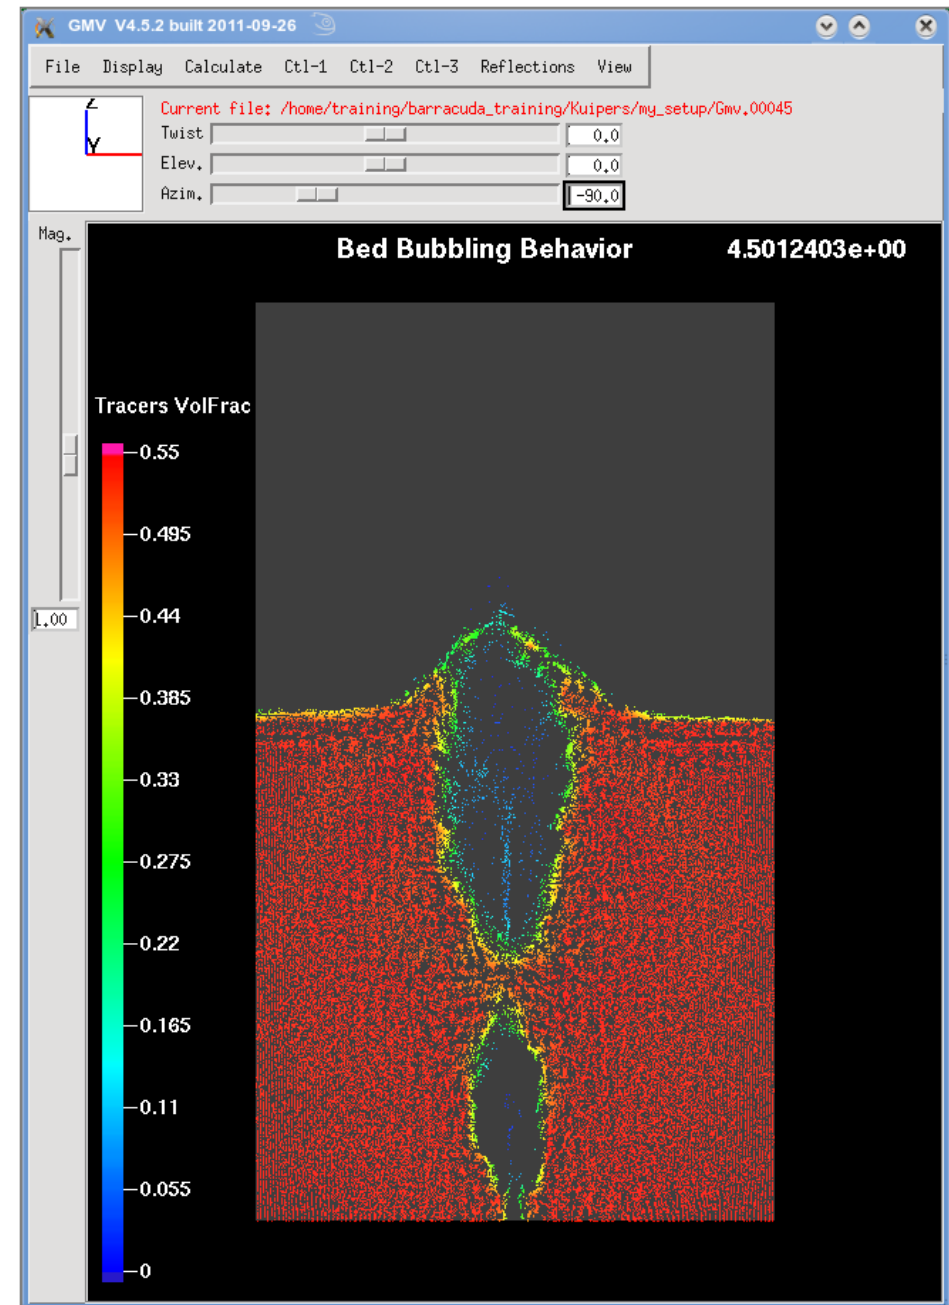 GMV V4.5.2 built 2011-09-26
File Display Calculate Ctl-1 Ctl-2 Ctl-3 Reflections View
Z
Y
Current file: /home/training/barracuda_training/Kuipers/my_setup/Gmv.00045
Twist 0.0
Elev. 0.0
Azim. -90.0
Mag.
1.00
Bed Bubbling Behavior 4.5012403e+00
Tracers VolFrac
0.55
0.495
0.44
0.385
0.33
0.275
0.22
0.165
0.11
0.055
0